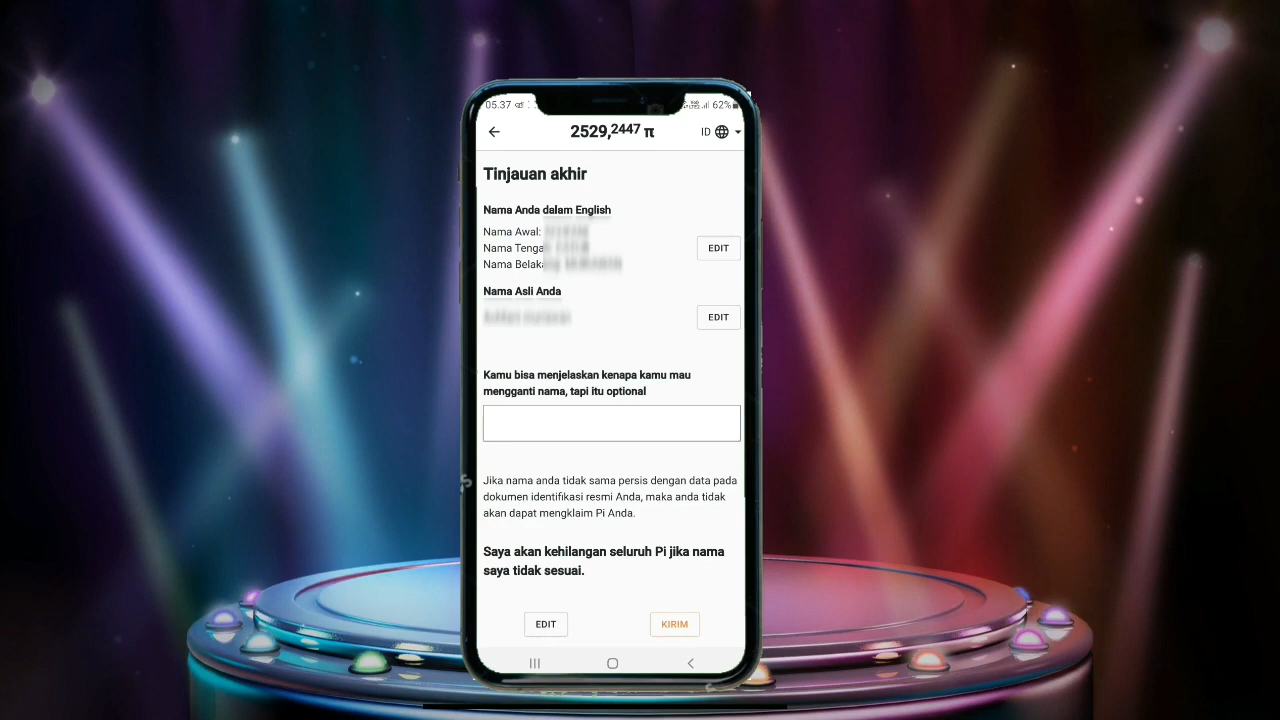 05.37
62%
2529,2447 π
ID
Tinjauan akhir
Nama Anda dalam English
Nama Awal:
Nama Tenga
Nama Belaka
EDIT
Nama Asli Anda
EDIT
Kamu bisa menjelaskan kenapa kamu mau
mengganti nama, tapi itu optional
Jika nama anda tidak sama persis dengan data pada
dokumen identifikasi resmi Anda, maka anda tidak
akan dapat mengklaim Pi Anda.
Saya akan kehilangan seluruh Pi jika nama
saya tidak sesuai.
EDIT
KIRIM